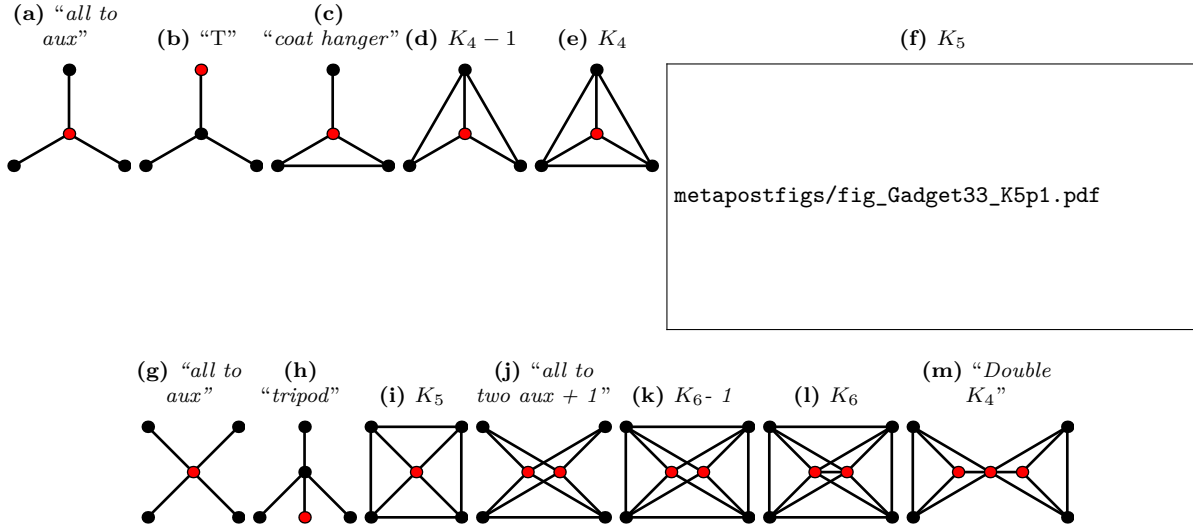 (a) “all to
aux”
(b) “T”
(c)
“coat hanger”
(d) K₄ − 1
(e) K₄
(f) K₅
metapostfigs/fig_Gadget33_K5p1.pdf
(g) “all to
aux”
(h)
“tripod”
(i) K₅
(j) “all to
two aux + 1”
(k) K₆- 1
(l) K₆
(m) “Double
K₄”